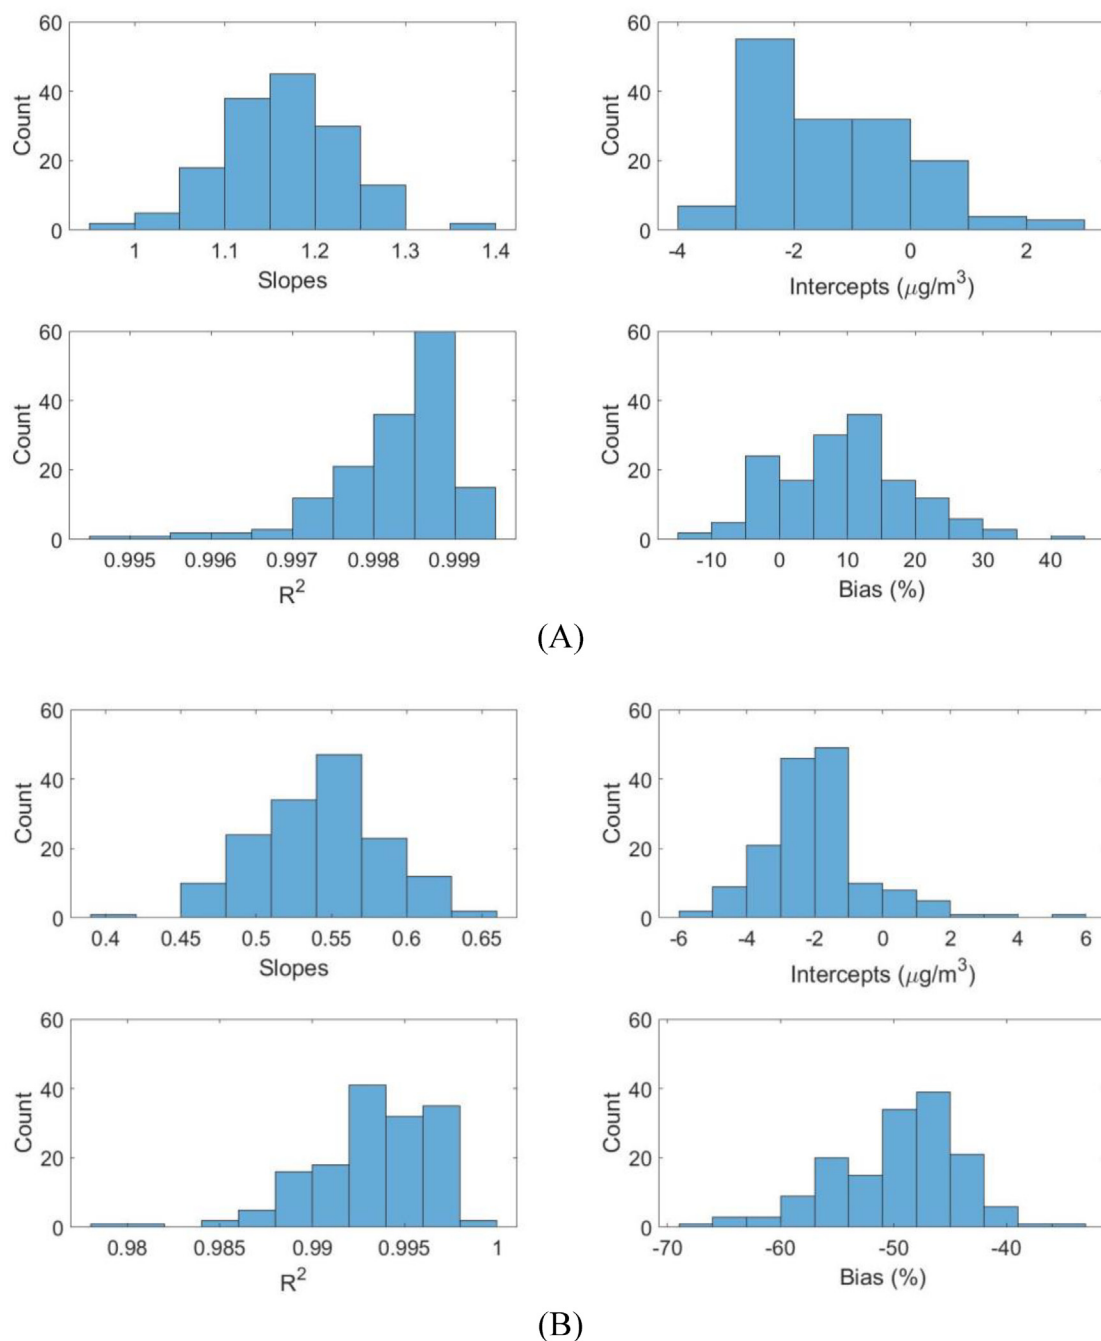 60
40
20
0
Count
1 1.1 1.2 1.3 1.4
Slopes
60
40
20
0
Count
-4 -2 0 2
Intercepts (μg/m³)
60
40
20
0
Count
0.995 0.996 0.997 0.998 0.999
R²
60
40
20
0
Count
-10 0 10 20 30 40
Bias (%)
(A)
60
40
20
0
Count
0.4 0.45 0.5 0.55 0.6 0.65
Slopes
60
40
20
0
Count
-6 -4 -2 0 2 4 6
Intercepts (μg/m³)
60
40
20
0
Count
0.98 0.985 0.99 0.995 1
R²
60
40
20
0
Count
-70 -60 -50 -40
Bias (%)
(B)